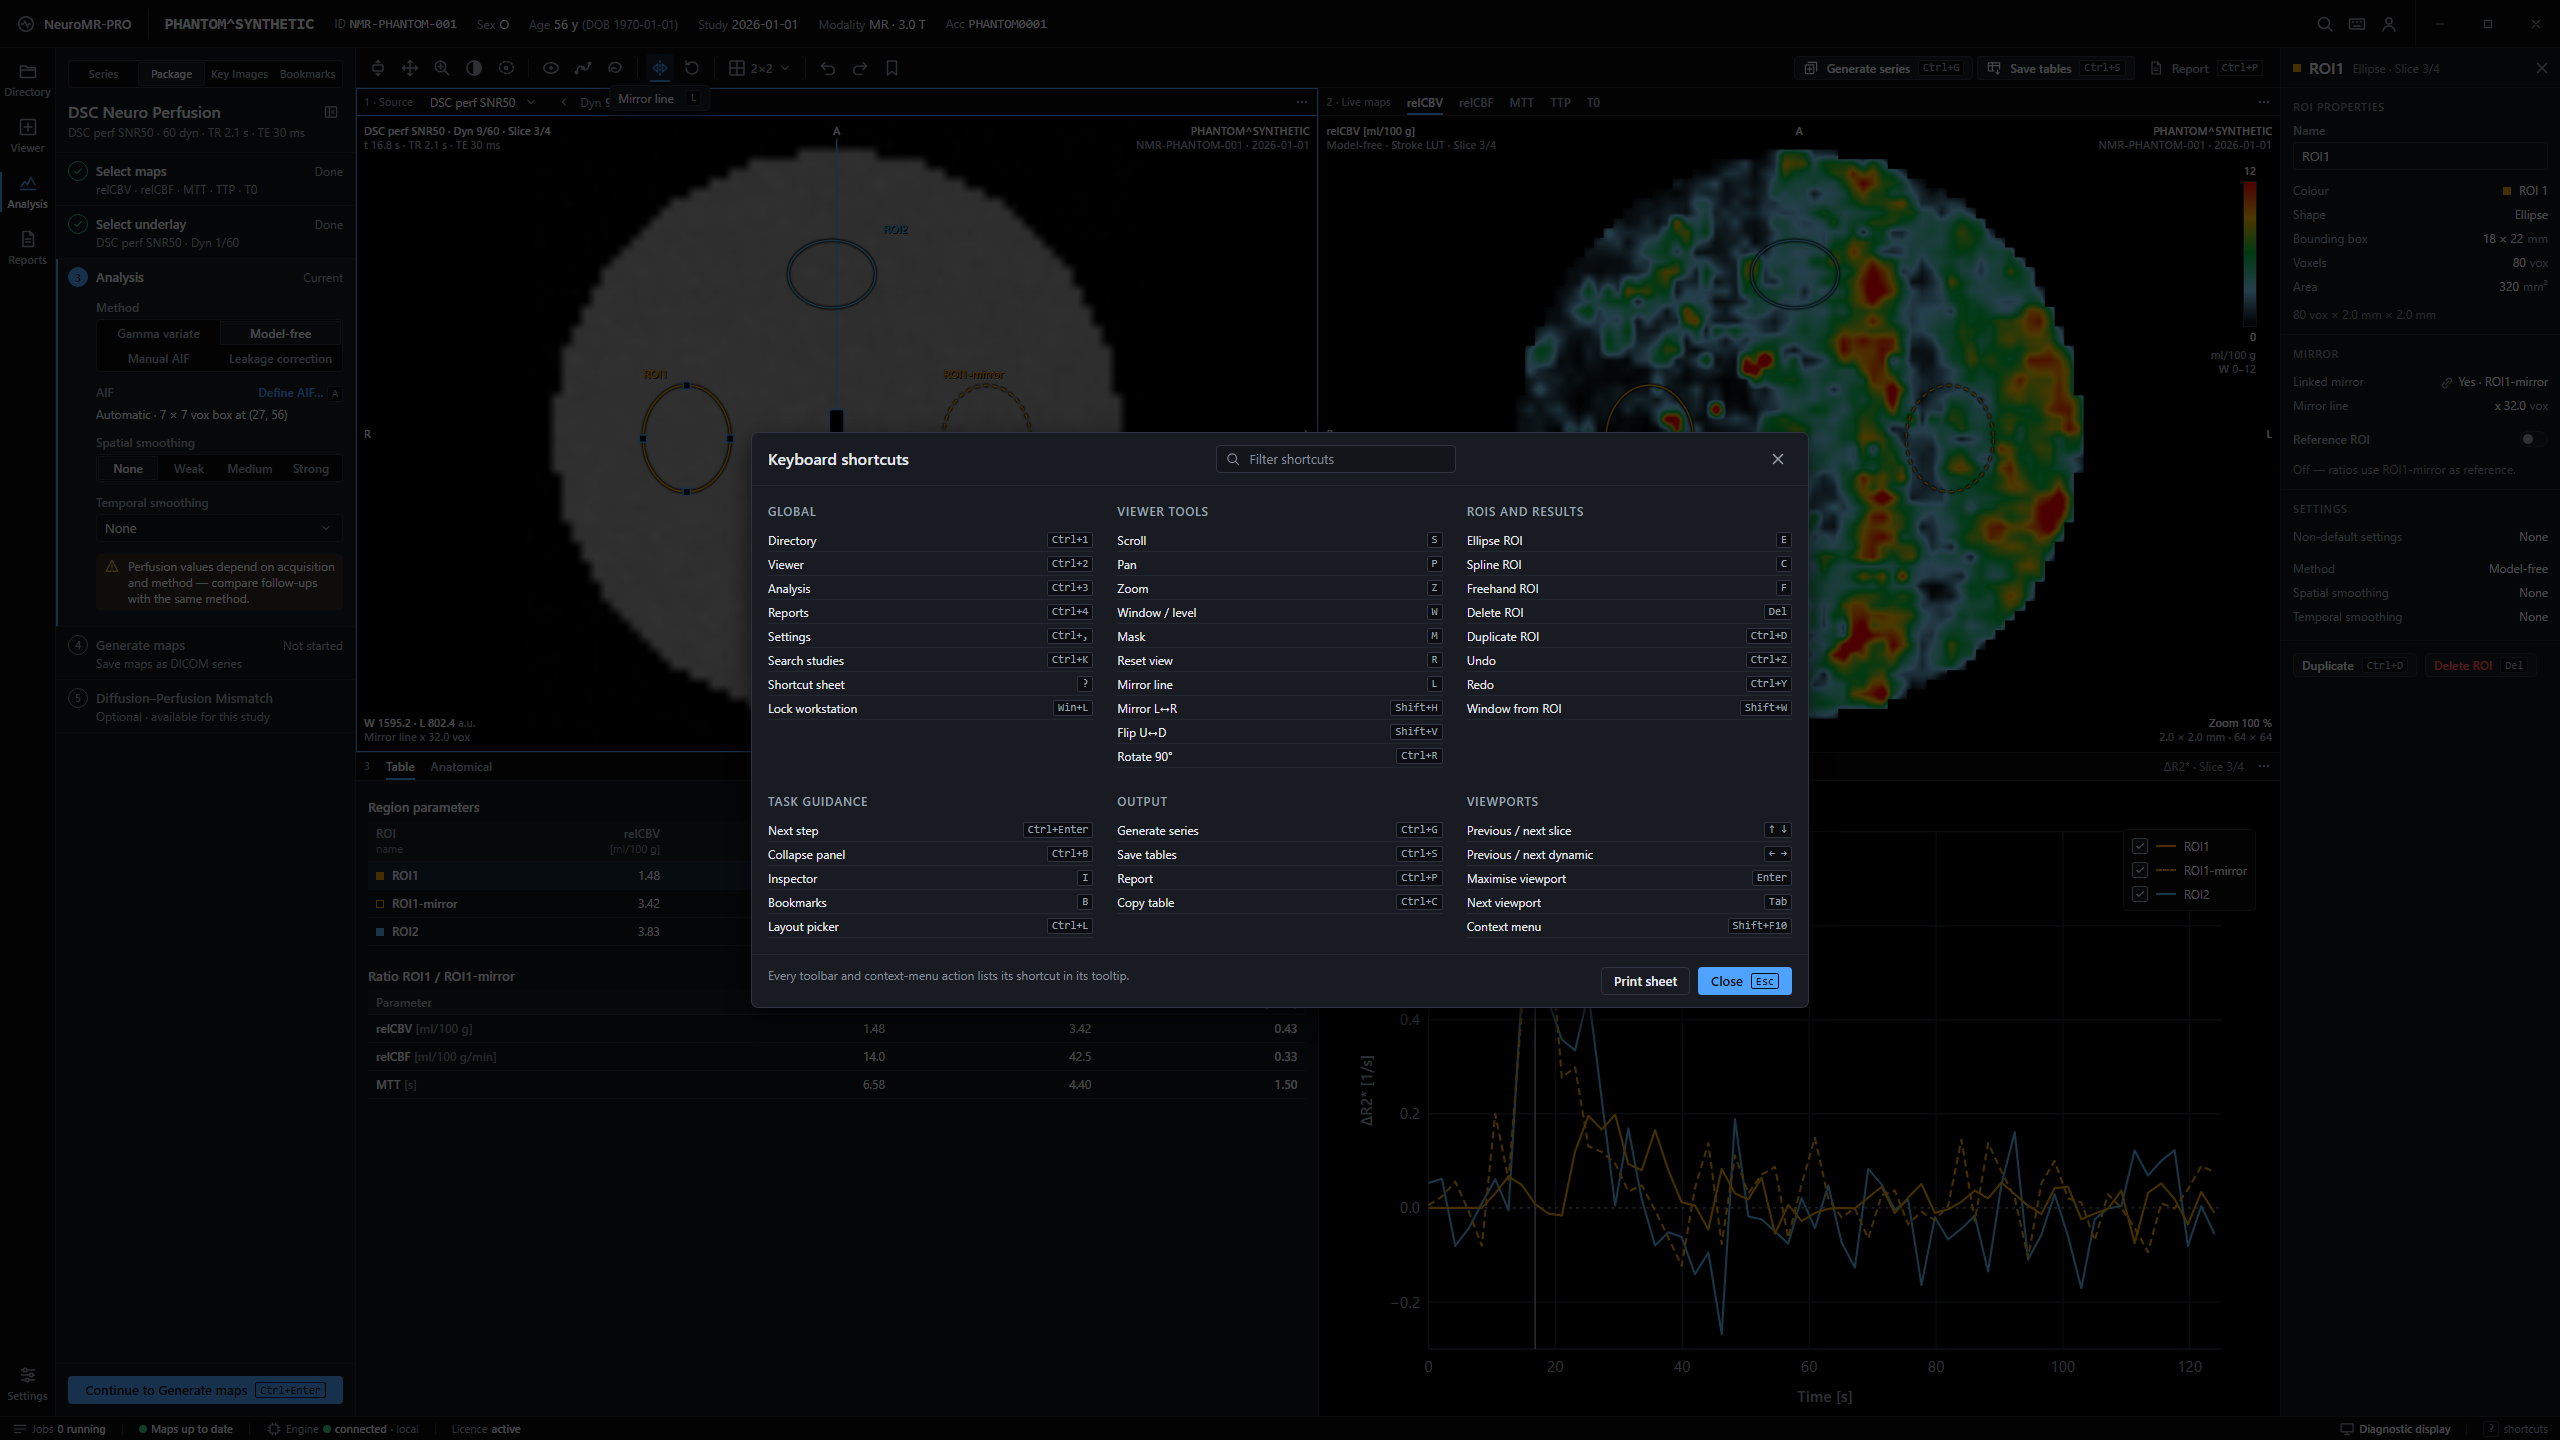 NeuroMR-PRO
PHANTOM^SYNTHETIC
ID NMR-PHANTOM-001 Sex O Age 56 y (DOB 1970-01-01) Study 2026-01-01 Modality MR · 3.0 T Acc PHANTOM0001
Directory
Viewer
Analysis
Reports
Settings
Series Package Key Images Bookmarks
DSC Neuro Perfusion
DSC perf SNR50 · 60 dyn · TR 2.1 s · TE 30 ms
Select maps Done
relCBV · relCBF · MTT · TTP · T0
Select underlay Done
DSC perf SNR50 · Dyn 1/60
3 Analysis Current
Method
Gamma variate Model-free
Manual AIF Leakage correction
AIF Define AIF... A
Automatic · 7 × 7 vox box at (27, 56)
Spatial smoothing
None Weak Medium Strong
Temporal smoothing
None
Perfusion values depend on acquisition
and method — compare follow-ups
with the same method.
4 Generate maps Not started
Save maps as DICOM series
5 Diffusion–Perfusion Mismatch
Optional · available for this study
Continue to Generate maps Ctrl+Enter
2×2
Generate series Ctrl+G Save tables Ctrl+S Report Ctrl+P
1 · Source DSC perf SNR50 Dyn 9
Mirror line L
DSC perf SNR50 · Dyn 9/60 · Slice 3/4
t 16.8 s · TR 2.1 s · TE 30 ms
A
PHANTOM^SYNTHETIC
NMR-PHANTOM-001 · 2026-01-01
R
ROI2
ROI1
ROI1-mirror
W 1595.2 · L 802.4 a.u.
Mirror line x 32.0 vox
2 · Live maps relCBV relCBF MTT TTP T0
relCBV [ml/100 g]
Model-free · Stroke LUT · Slice 3/4
A
PHANTOM^SYNTHETIC
NMR-PHANTOM-001 · 2026-01-01
12
0
ml/100 g
W 0–12
L
Zoom 100 %
2.0 × 2.0 mm · 64 × 64
Keyboard shortcuts
Filter shortcuts
GLOBAL
Directory Ctrl+1
Viewer Ctrl+2
Analysis Ctrl+3
Reports Ctrl+4
Settings Ctrl+,
Search studies Ctrl+K
Shortcut sheet ?
Lock workstation Win+L
VIEWER TOOLS
Scroll S
Pan P
Zoom Z
Window / level W
Mask M
Reset view R
Mirror line L
Mirror L↔R Shift+H
Flip U↔D Shift+V
Rotate 90° Ctrl+R
ROIS AND RESULTS
Ellipse ROI E
Spline ROI C
Freehand ROI F
Delete ROI Del
Duplicate ROI Ctrl+D
Undo Ctrl+Z
Redo Ctrl+Y
Window from ROI Shift+W
TASK GUIDANCE
Next step Ctrl+Enter
Collapse panel Ctrl+B
Inspector I
Bookmarks B
Layout picker Ctrl+L
OUTPUT
Generate series Ctrl+G
Save tables Ctrl+S
Report Ctrl+P
Copy table Ctrl+C
VIEWPORTS
Previous / next slice ↑ ↓
Previous / next dynamic ← →
Maximise viewport Enter
Next viewport Tab
Context menu Shift+F10
Every toolbar and context-menu action lists its shortcut in its tooltip.
Print sheet
Close Esc
3 Table Anatomical
Region parameters
ROI relCBV
name [ml/100 g]
ROI1 1.48
ROI1-mirror 3.42
ROI2 3.83
Ratio ROI1 / ROI1-mirror
Parameter
relCBV [ml/100 g] 1.48 3.42 0.43
relCBF [ml/100 g/min] 14.0 42.5 0.33
MTT [s] 6.58 4.40 1.50
ΔR2* · Slice 3/4
ROI1
ROI1-mirror
ROI2
ΔR2* [1/s]
0.4
0.2
0.0
−0.2
0 20 40 60 80 100 120
Time [s]
ROI1 Ellipse · Slice 3/4
ROI PROPERTIES
Name
ROI1
Colour ROI 1
Shape Ellipse
Bounding box 18 × 22 mm
Voxels 80 vox
Area 320 mm²
80 vox × 2.0 mm × 2.0 mm
MIRROR
Linked mirror Yes · ROI1-mirror
Mirror line x 32.0 vox
Reference ROI
Off — ratios use ROI1-mirror as reference.
SETTINGS
Non-default settings None
Method Model-free
Spatial smoothing None
Temporal smoothing None
Duplicate Ctrl+D Delete ROI Del
Jobs 0 running Maps up to date Engine connected · local Licence active
Diagnostic display ? shortcuts